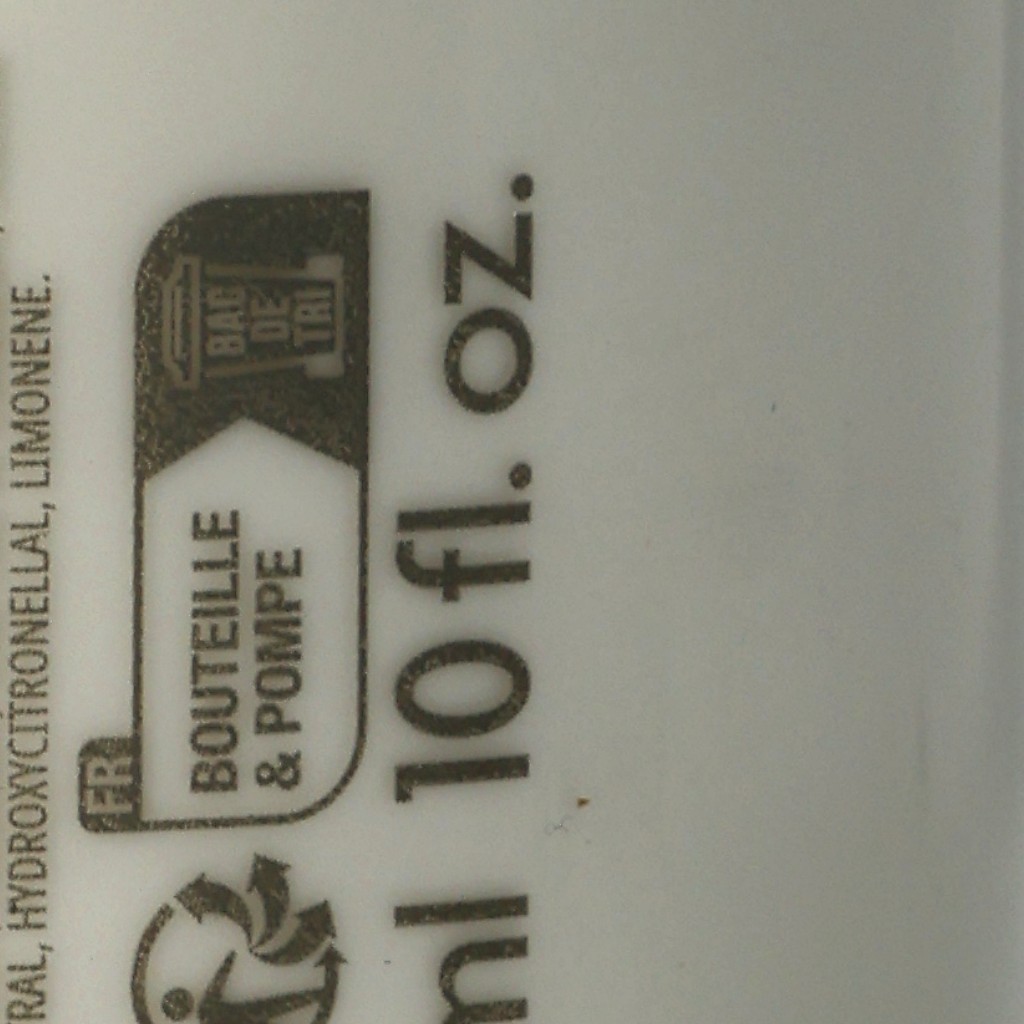 RAL, HYDROXYCITRONELLAL, LIMONENE.
FR
BOUTEILLE
& POMPE
BAC
DE
TRI
ml 10 fl. oz.